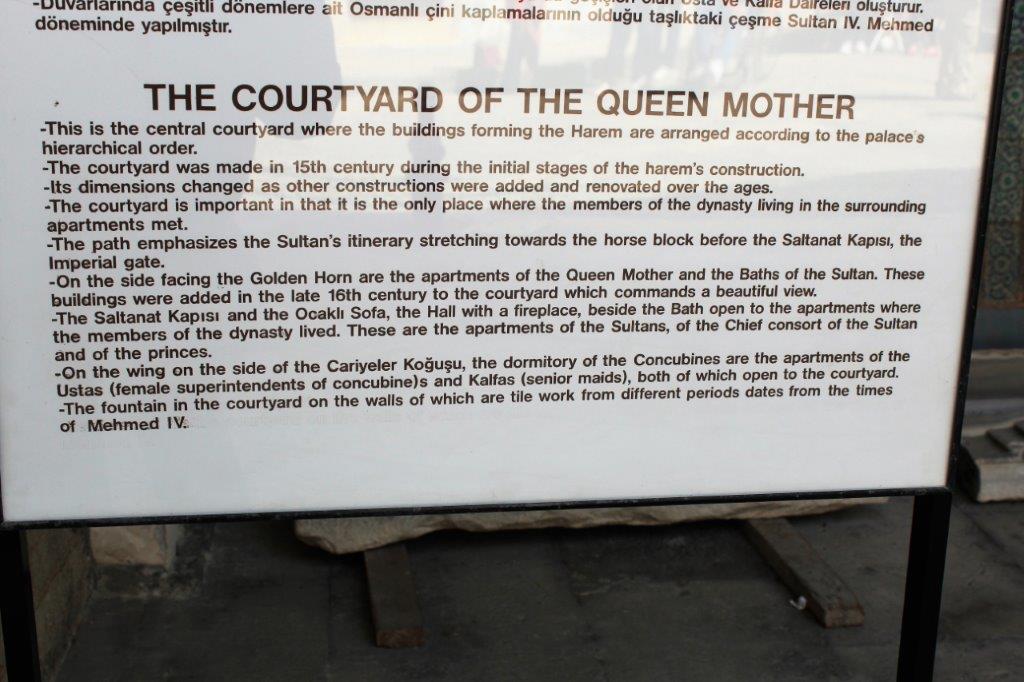 -Duvarlarında çeşitli dönemlere ait Osmanlı çini kaplamalarının olduğu taşlıktaki çeşme Sultan IV. Mehmed
döneminde yapılmıştır.
THE COURTYARD OF THE QUEEN MOTHER
-This is the central courtyard where the buildings forming the Harem are arranged according to the palace's
hierarchical order.
-The courtyard was made in 15th century during the initial stages of the harem's construction.
-Its dimensions changed as other constructions were added and renovated over the ages.
-The courtyard is important in that it is the only place where the members of the dynasty living in the surrounding
apartments met.
-The path emphasizes the Sultan's itinerary stretching towards the horse block before the Saltanat Kapısı, the
Imperial gate.
-On the side facing the Golden Horn are the apartments of the Queen Mother and the Baths of the Sultan. These
buildings were added in the late 16th century to the courtyard which commands a beautiful view.
-The Saltanat Kapısı and the Ocaklı Sofa, the Hall with a fireplace, beside the Bath open to the apartments where
the members of the dynasty lived. These are the apartments of the Sultans, of the Chief consort of the Sultan
and of the princes.
-On the wing on the side of the Cariyeler Koğuşu, the dormitory of the Concubines are the apartments of the
Ustas (female superintendents of concubine)s and Kalfas (senior maids), both of which open to the courtyard.
-The fountain in the courtyard on the walls of which are tile work from different periods dates from the times
of Mehmed IV.